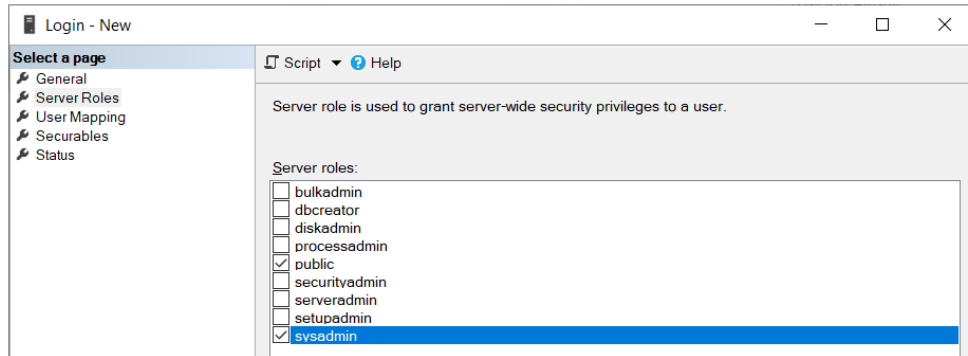 Login - New
Select a page
General
Server Roles
User Mapping
Securables
Status
Script ▼ ? Help
Server role is used to grant server-wide security privileges to a user.
Server roles:
bulkadmin
dbcreator
diskadmin
processadmin
public
securityadmin
serveradmin
setupadmin
sysadmin